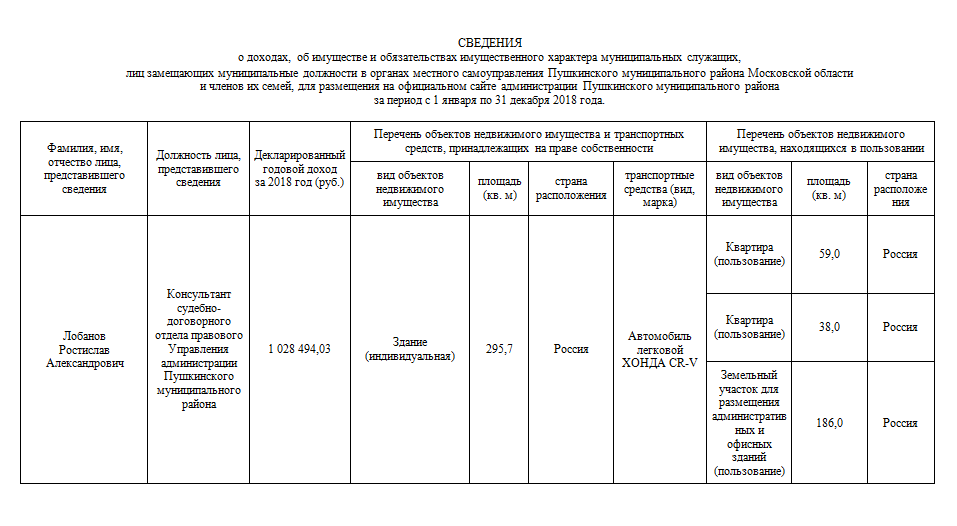 СВЕДЕНИЯ
о доходах, об имуществе и обязательствах имущественного характера муниципальных служащих,
лиц замещающих муниципальные должности в органах местного самоуправления Пушкинского муниципального района Московской области
и членов их семей, для размещения на официальном сайте администрации Пушкинского муниципального района
за период с 1 января по 31 декабря 2018 года.
Фамилия, имя,
отчество лица,
представившего
сведения
Должность лица,
представившего
сведения
Декларированный
годовой доход
за 2018 год (руб.)
Перечень объектов недвижимого имущества и транспортных
средств, принадлежащих на праве собственности
Перечень объектов недвижимого
имущества, находящихся в пользовании
вид объектов
недвижимого
имущества
площадь
(кв. м)
страна
расположения
транспортные
средства (вид,
марка)
вид объектов
недвижимого
имущества
площадь
(кв. м)
страна
расположе
ния
Лобанов
Ростислав
Александрович
Консультант
судебно-
договорного
отдела правового
Управления
администрации
Пушкинского
муниципального
района
1 028 494,03
Здание
(индивидуальная)
295,7
Россия
Автомобиль
легковой
ХОНДА CR-V
Квартира
(пользование)
59,0
Россия
Квартира
(пользование)
38,0
Россия
Земельный
участок для
размещения
административ
ных и
офисных
зданий
(пользование)
186,0
Россия